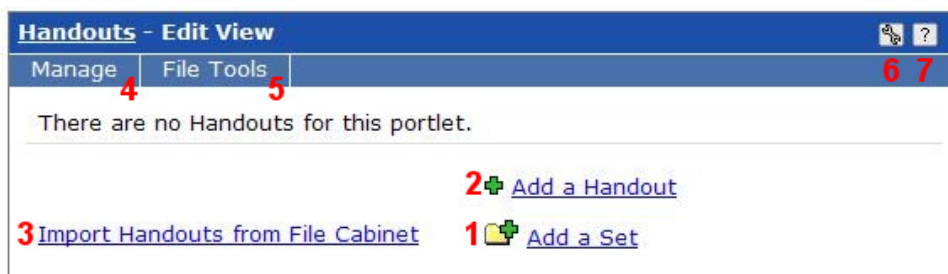 Handouts - Edit View ?
Manage 4 File Tools 5 6 7
There are no Handouts for this portlet.
2 Add a Handout
3 Import Handouts from File Cabinet 1 Add a Set